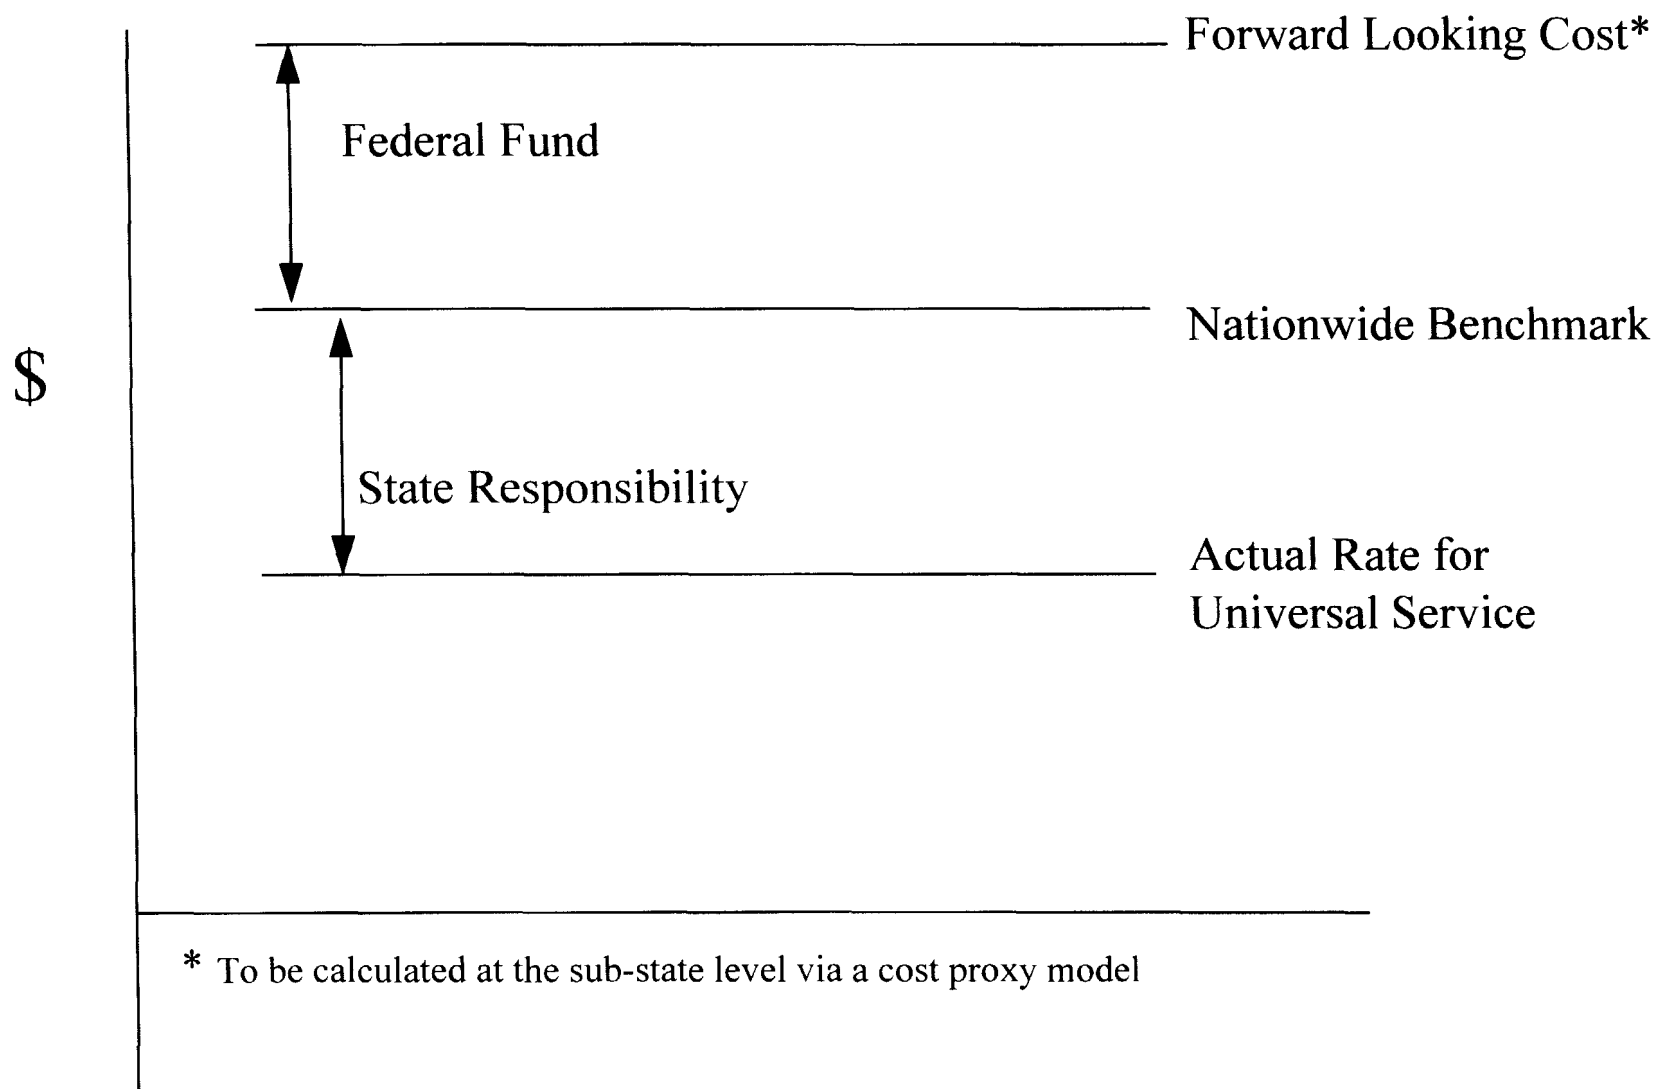 Forward Looking Cost*
Federal Fund
Nationwide Benchmark
$
State Responsibility
Actual Rate for
Universal Service
* To be calculated at the sub-state level via a cost proxy model